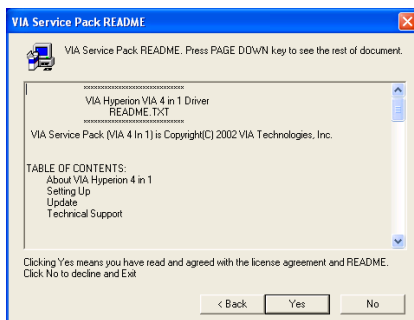 VIA Service Pack README
VIA Service Pack README. Press PAGE DOWN key to see the rest of document.
xxxxxxxxxxxxxxxxxxxxxxxxxxxx
VIA Hyperion VIA 4 in 1 Driver
README.TXT
xxxxxxxxxxxxxxxxxxxxxxxxxxxx
VIA Service Pack (VIA 4 In 1) is Copyright(C) 2002 VIA Technologies, Inc.
TABLE OF CONTENTS:
About VIA Hyperion 4 in 1
Setting Up
Update
Technical Support
Clicking Yes means you have read and agreed with the license agreement and README.
Click No to decline and Exit
< Back
Yes
No